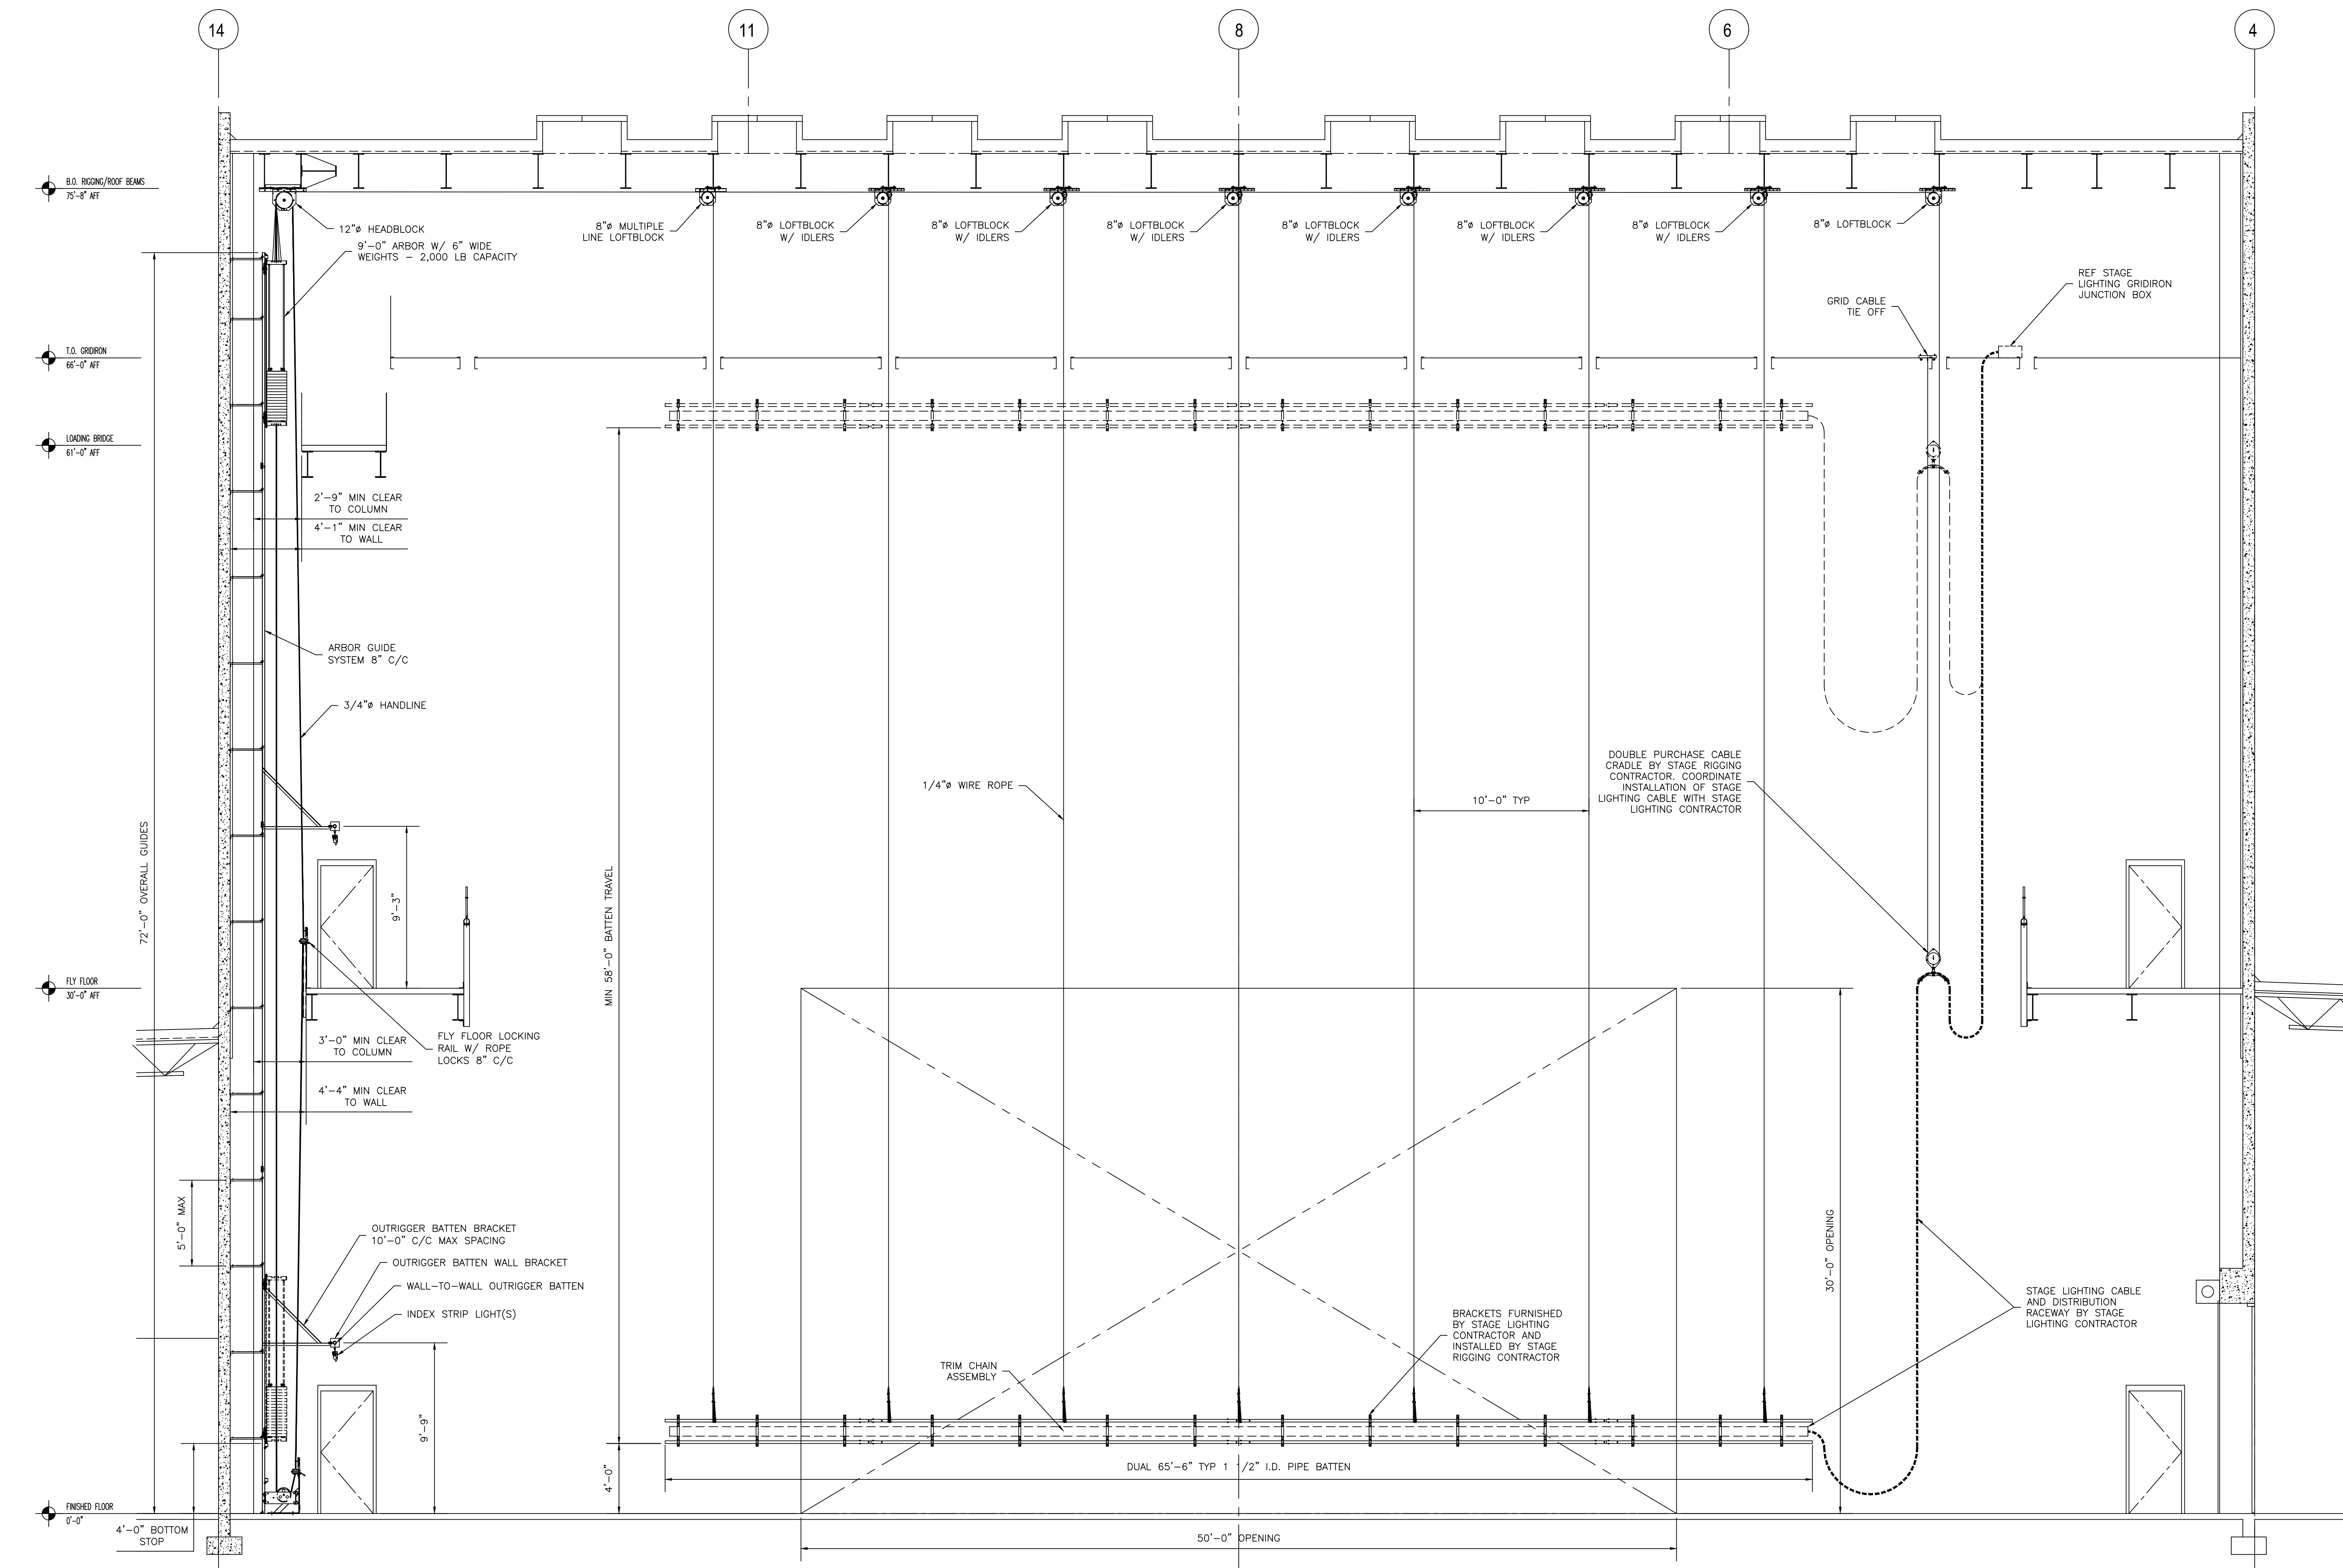 14
11
8
6
4
B.O. RIGGING/ROOF BEAMS
75'-8" AFF
12"ø HEADBLOCK
9'-0" ARBOR W/ 6" WIDE
WEIGHTS - 2,000 LB CAPACITY
8"ø MULTIPLE
LINE LOFTBLOCK
8"ø LOFTBLOCK
W/ IDLERS
8"ø LOFTBLOCK
W/ IDLERS
8"ø LOFTBLOCK
W/ IDLERS
8"ø LOFTBLOCK
W/ IDLERS
8"ø LOFTBLOCK
W/ IDLERS
8"ø LOFTBLOCK
W/ IDLERS
8"ø LOFTBLOCK
REF STAGE
LIGHTING GRIDIRON
JUNCTION BOX
GRID CABLE
TIE OFF
T.O. GRIDIRON
66'-0" AFF
LOADING BRIDGE
61'-0" AFF
2'-9" MIN CLEAR
TO COLUMN
4'-1" MIN CLEAR
TO WALL
ARBOR GUIDE
SYSTEM 8" C/C
3/4"ø HANDLINE
1/4"ø WIRE ROPE
10'-0" TYP
DOUBLE PURCHASE CABLE
CRADLE BY STAGE RIGGING
CONTRACTOR. COORDINATE
INSTALLATION OF STAGE
LIGHTING CABLE WITH STAGE
LIGHTING CONTRACTOR
72'-0" OVERALL GUIDES
9'-3"
MIN 58'-0" BATTEN TRAVEL
FLY FLOOR
30'-0" AFF
FLY FLOOR LOCKING
RAIL W/ ROPE
LOCKS 8" C/C
3'-0" MIN CLEAR
TO COLUMN
4'-4" MIN CLEAR
TO WALL
5'-0" MAX
OUTRIGGER BATTEN BRACKET
10'-0" C/C MAX SPACING
OUTRIGGER BATTEN WALL BRACKET
WALL-TO-WALL OUTRIGGER BATTEN
INDEX STRIP LIGHT(S)
30'-0" OPENING
BRACKETS FURNISHED
BY STAGE LIGHTING
CONTRACTOR AND
INSTALLED BY STAGE
RIGGING CONTRACTOR
STAGE LIGHTING CABLE
AND DISTRIBUTION
RACEWAY BY STAGE
LIGHTING CONTRACTOR
TRIM CHAIN
ASSEMBLY
9'-9"
4'-0"
DUAL 65'-6" TYP 1 1/2" I.D. PIPE BATTEN
FINISHED FLOOR
0'-0"
4'-0" BOTTOM
STOP
50'-0" OPENING